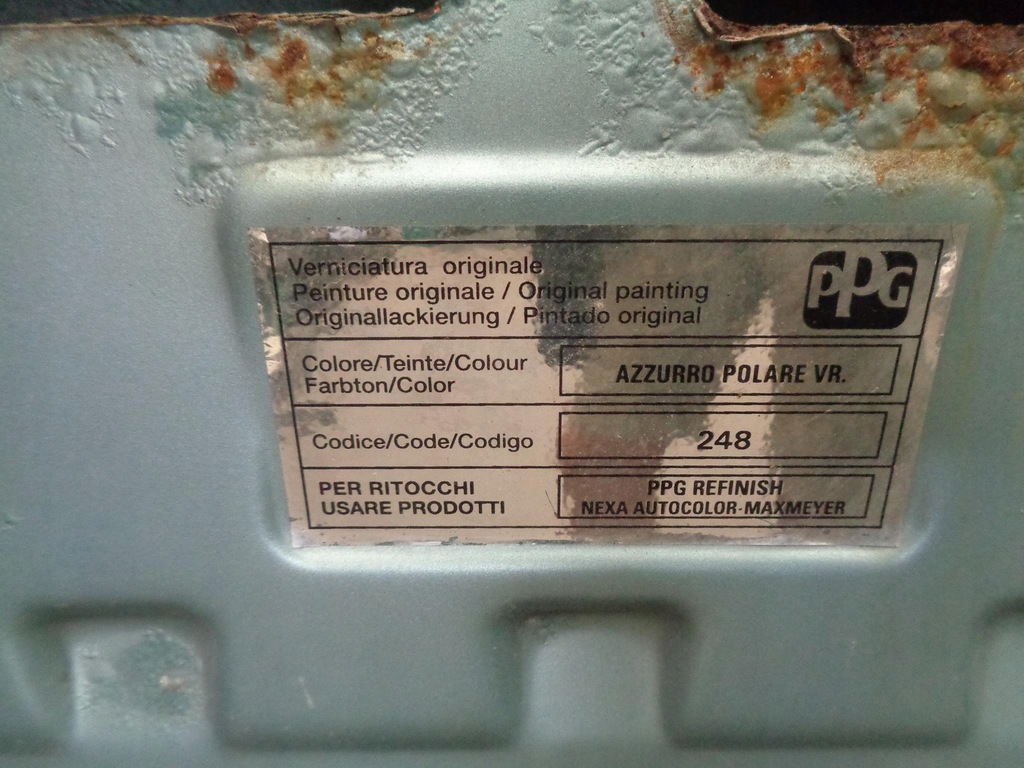 Verniciatura originale
Peinture originale / Original painting
Originallackierung / Pintado original
PPG
Colore/Teinte/Colour
Farbton/Color
AZZURRO POLARE VR.
Codice/Code/Codigo
248
PER RITOCCHI
USARE PRODOTTI
PPG REFINISH
NEXA AUTOCOLOR-MAXMEYER